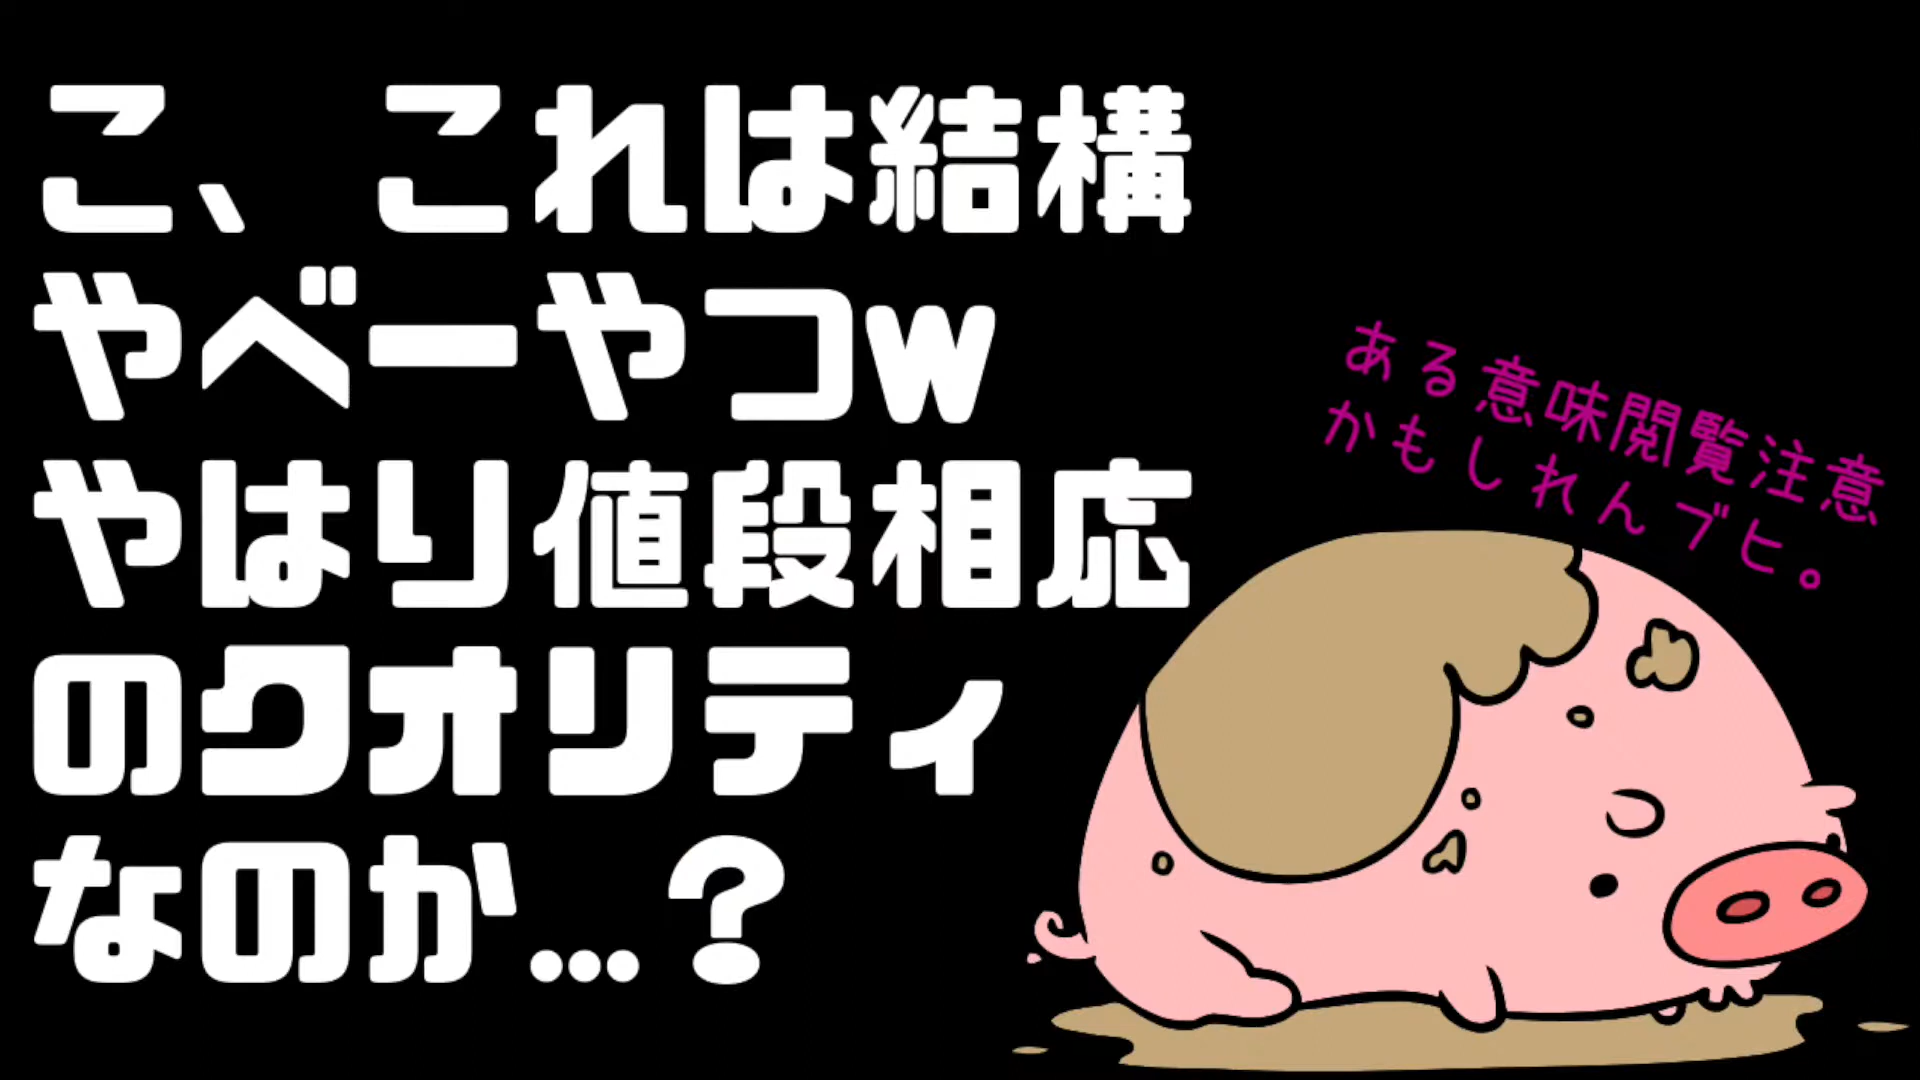 こ、これは結構
やべーやつw
やはり値段相応
のクオリティ
なのか...?
ある意味閲覧注意
かもしれんブヒ。